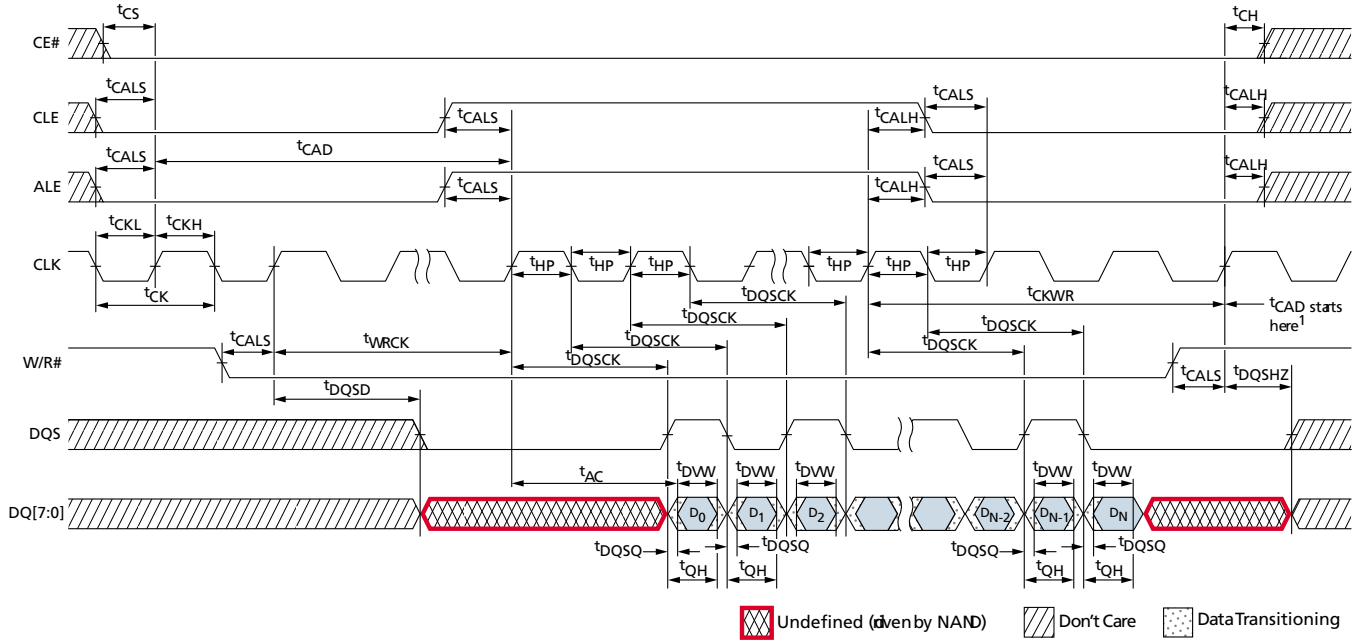 tCS tCH
CE#
tCALS tCALS tCALH
CLE tCALS tCALH
tCAD
tCALS tCALS tCALH
ALE tCALS tCALH
tCKL tCKH
CLK tHP tHP tHP tHP tHP tHP
tCK tDQSCK tCKWR tCAD starts here1
tDQSCK tDQSCK
tCALS tWRCK tDQSCK tDQSCK
W/R# tDQSCK
tDQSD tCALS tDQSHZ
DQS
tAC tDVW tDVW tDVW tDVW tDVW
DQ[7:0] D0 D1 D2 DN-2 DN-1 DN
tDQSQ tDQSQ tDQSQ tDQSQ
tQH tQH tQH tQH
Undefined (driven by NAND) Don't Care Data Transitioning